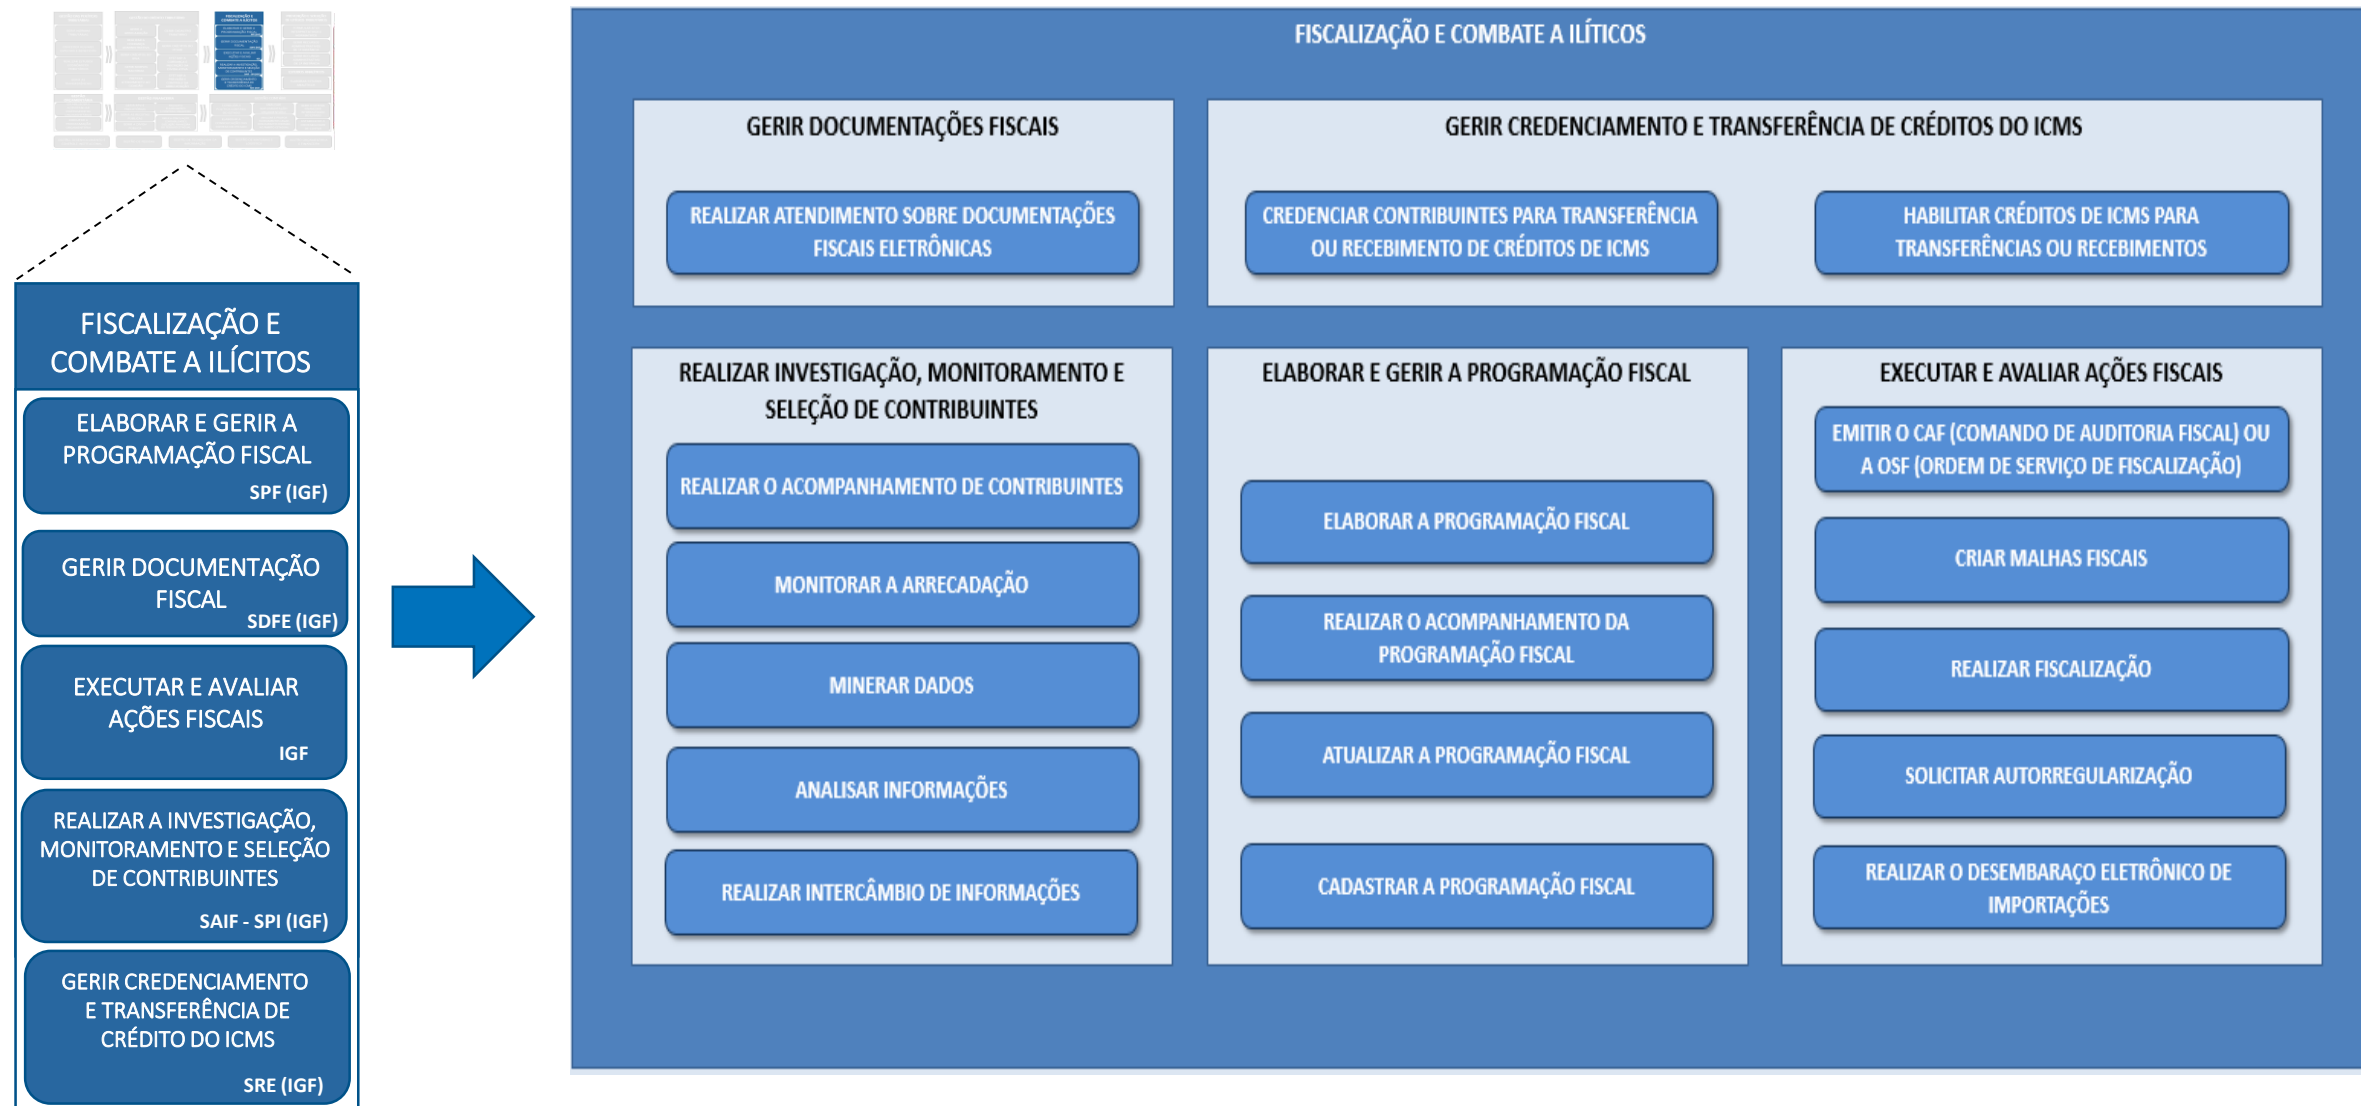 FISCALIZAÇÃO E
COMBATE A ILÍCITOS
ELABORAR E GERIR A
PROGRAMAÇÃO FISCAL
SPF (IGF)
GERIR DOCUMENTAÇÃO
FISCAL
SDFE (IGF)
EXECUTAR E AVALIAR
AÇÕES FISCAIS
IGF
REALIZAR A INVESTIGAÇÃO,
MONITORAMENTO E SELEÇÃO
DE CONTRIBUINTES
SAIF - SPI (IGF)
GERIR CREDENCIAMENTO
E TRANSFERÊNCIA DE
CRÉDITO DO ICMS
SRE (IGF)
FISCALIZAÇÃO E COMBATE A ILÍTICOS
GERIR DOCUMENTAÇÕES FISCAIS
REALIZAR ATENDIMENTO SOBRE DOCUMENTAÇÕES
FISCAIS ELETRÔNICAS
GERIR CREDENCIAMENTO E TRANSFERÊNCIA DE CRÉDITOS DO ICMS
CREDENCIAR CONTRIBUINTES PARA TRANSFERÊNCIA
OU RECEBIMENTO DE CRÉDITOS DE ICMS
HABILITAR CRÉDITOS DE ICMS PARA
TRANSFERÊNCIAS OU RECEBIMENTOS
REALIZAR INVESTIGAÇÃO, MONITORAMENTO E
SELEÇÃO DE CONTRIBUINTES
REALIZAR O ACOMPANHAMENTO DE CONTRIBUINTES
MONITORAR A ARRECADAÇÃO
MINERAR DADOS
ANALISAR INFORMAÇÕES
REALIZAR INTERCÂMBIO DE INFORMAÇÕES
ELABORAR E GERIR A PROGRAMAÇÃO FISCAL
ELABORAR A PROGRAMAÇÃO FISCAL
REALIZAR O ACOMPANHAMENTO DA
PROGRAMAÇÃO FISCAL
ATUALIZAR A PROGRAMAÇÃO FISCAL
CADASTRAR A PROGRAMAÇÃO FISCAL
EXECUTAR E AVALIAR AÇÕES FISCAIS
EMITIR O CAF (COMANDO DE AUDITORIA FISCAL) OU
A OSF (ORDEM DE SERVIÇO DE FISCALIZAÇÃO)
CRIAR MALHAS FISCAIS
REALIZAR FISCALIZAÇÃO
SOLICITAR AUTORREGULARIZAÇÃO
REALIZAR O DESEMBARAÇO ELETRÔNICO DE
IMPORTAÇÕES